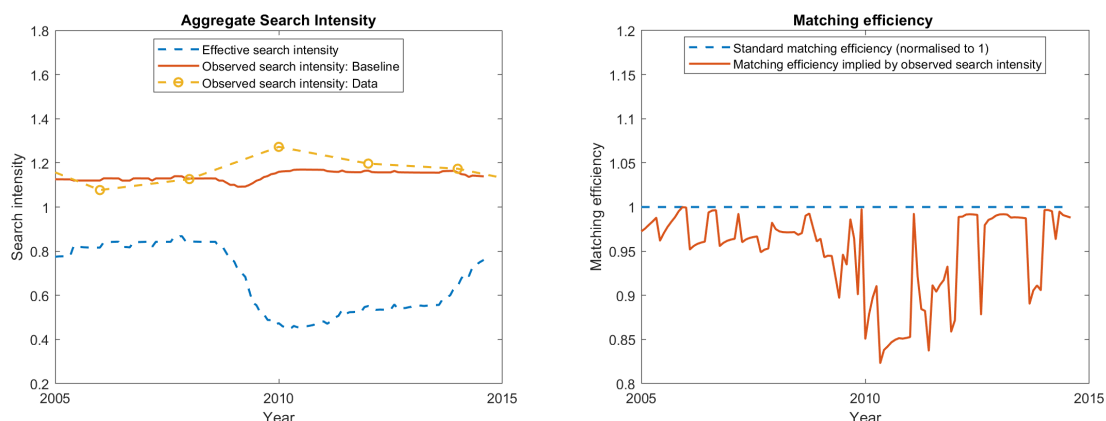 Aggregate Search Intensity
1.8
1.6
1.4
1.2
1
0.8
0.6
0.4
0.2
Search intensity
Effective search intensity
Observed search intensity: Baseline
Observed search intensity: Data
2005
2010
2015
Year
Matching efficiency
1.2
1.15
1.1
1.05
1
0.95
0.9
0.85
0.8
Matching efficiency
Standard matching efficiency (normalised to 1)
Matching efficiency implied by observed search intensity
2005
2010
2015
Year